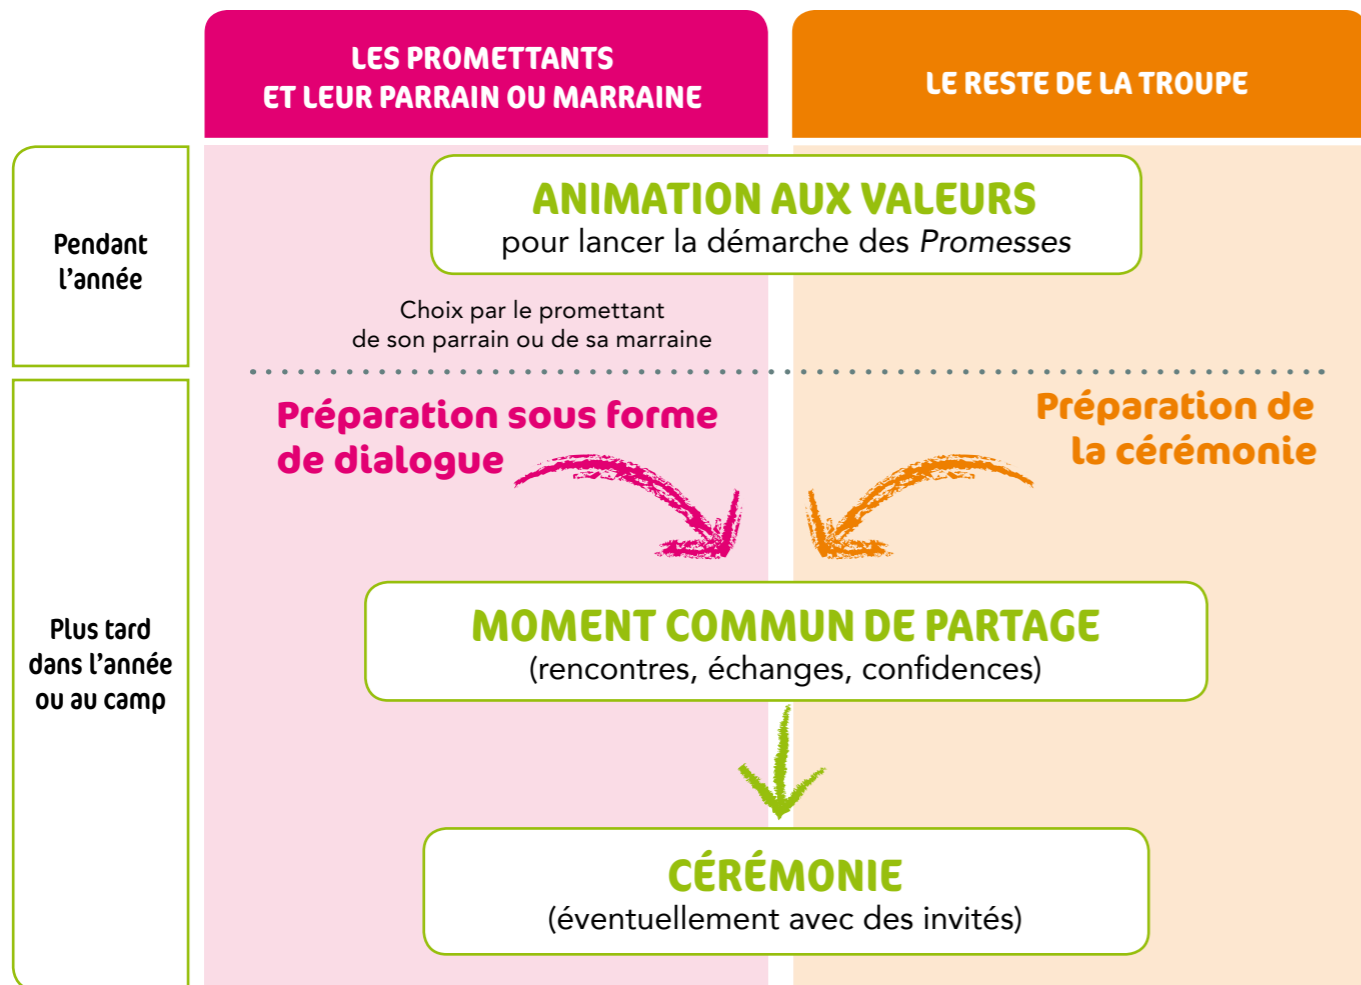 LES PROMETTANTS
ET LEUR PARRAIN OU MARRAINE
LE RESTE DE LA TROUPE
Pendant
l'année
ANIMATION AUX VALEURS
pour lancer la démarche des Promesses
Choix par le promettant
de son parrain ou de sa marraine
Plus tard
dans l'année
ou au camp
Préparation sous forme
de dialogue
Préparation de
la cérémonie
MOMENT COMMUN DE PARTAGE
(rencontres, échanges, confidences)
CÉRÉMONIE
(éventuellement avec des invités)